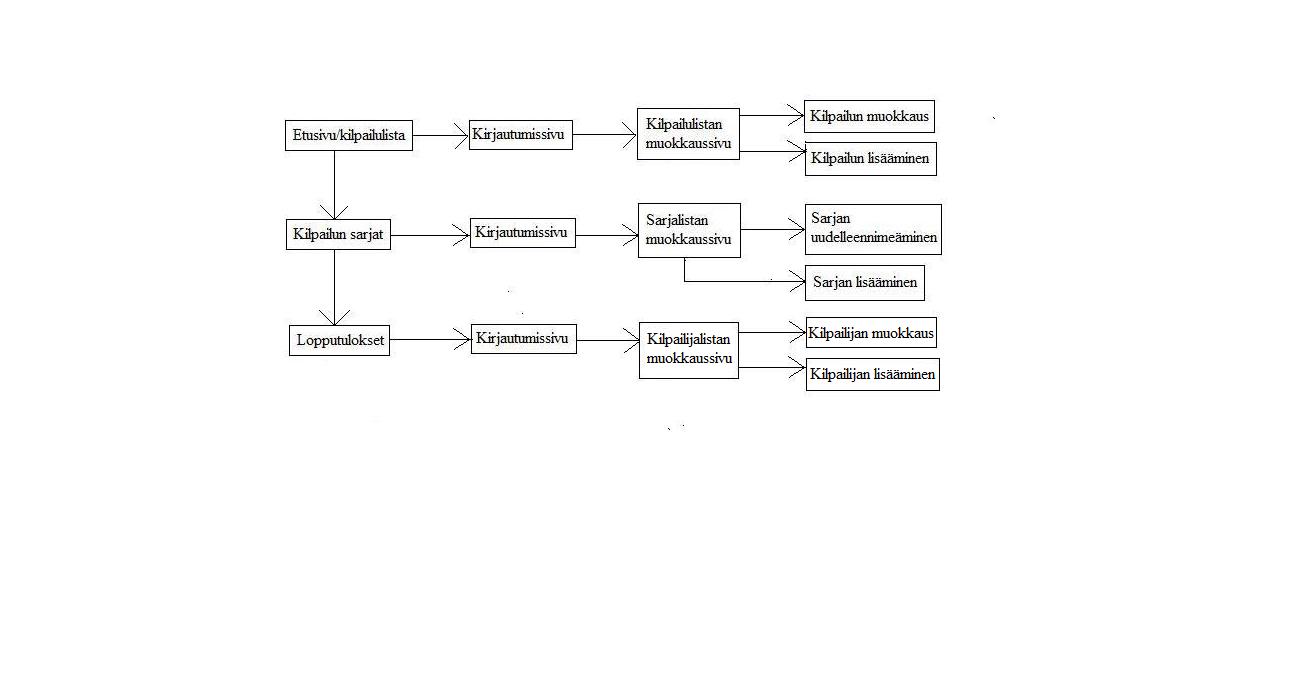 Etusivu/kilpailulista
Kirjautumissivu
Kilpailulistan
muokkaussivu
Kilpailun muokkaus
Kilpailun lisääminen
Kilpailun sarjat
Kirjautumissivu
Sarjalistan
muokkaussivu
Sarjan
uudelleennimeäminen
Sarjan lisääminen
Lopputulokset
Kirjautumissivu
Kilpailijalistan
muokkaussivu
Kilpailijan muokkaus
Kilpailijan lisääminen